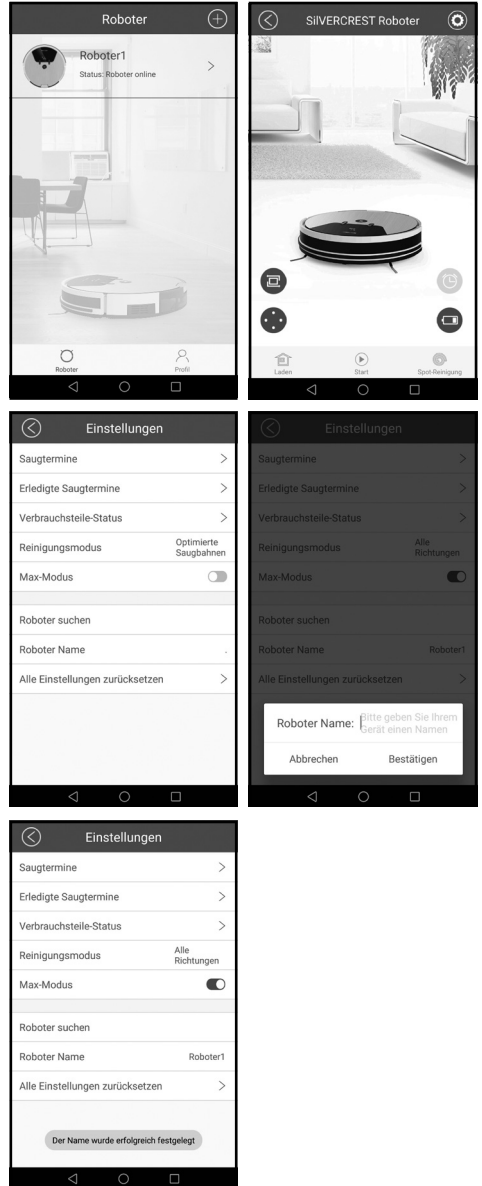 Roboter
Roboter1
Status: Roboter online
Roboter
Profil
SilVERCREST Roboter
Laden
Start
Spot-Reinigung
Einstellungen
Saugtermine
Erledigte Saugtermine
Verbrauchsteile-Status
Reinigungsmodus
Optimierte
Saugbahnen
Max-Modus
Roboter suchen
Roboter Name
.
Alle Einstellungen zurücksetzen
Einstellungen
Saugtermine
Erledigte Saugtermine
Verbrauchsteile-Status
Reinigungsmodus
Alle
Richtungen
Max-Modus
Roboter suchen
Roboter Name Roboter1
Alle Einstellungen zurücksetzen
Roboter Name: Bitte geben Sie Ihrem
Gerät einen Namen
Abbrechen Bestätigen
Einstellungen
Saugtermine
Erledigte Saugtermine
Verbrauchsteile-Status
Reinigungsmodus
Alle
Richtungen
Max-Modus
Roboter suchen
Roboter Name Roboter1
Alle Einstellungen zurücksetzen
Der Name wurde erfolgreich festgelegt